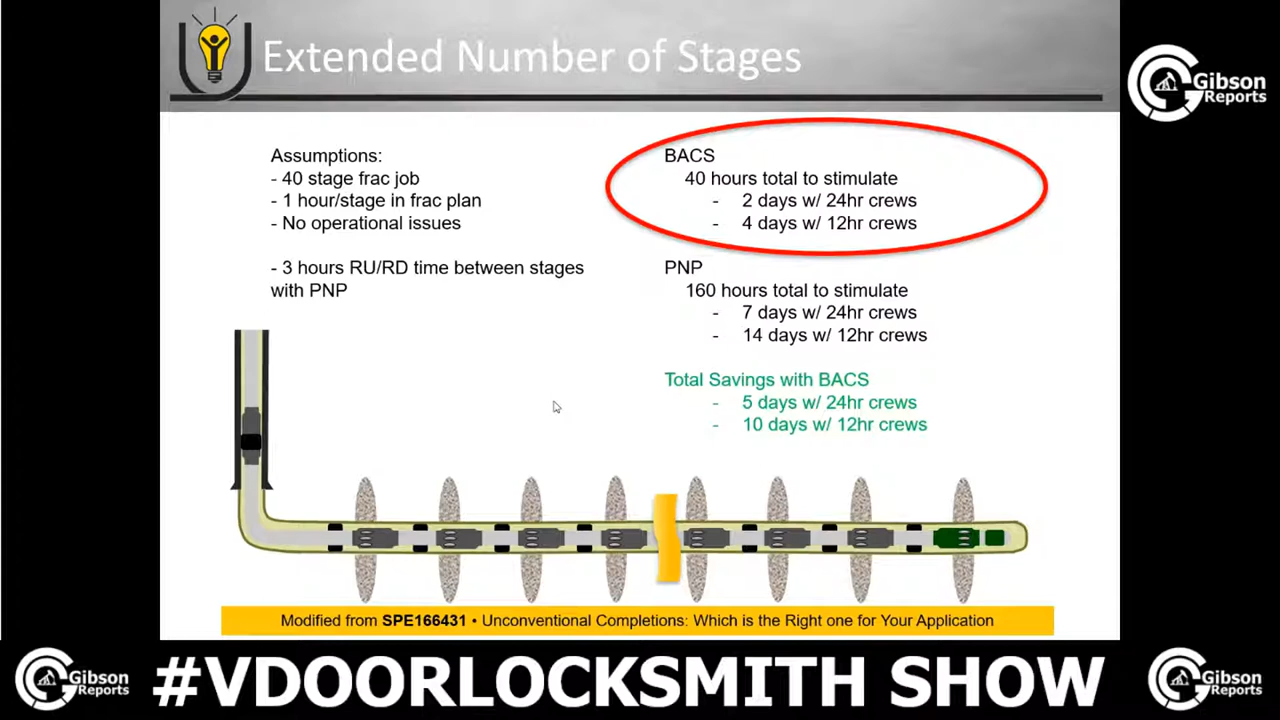 Extended Number of Stages
Gibson
Reports
Assumptions:
- 40 stage frac job
- 1 hour/stage in frac plan
- No operational issues
- 3 hours RU/RD time between stages
with PNP
BACS
40 hours total to stimulate
- 2 days w/ 24hr crews
- 4 days w/ 12hr crews
PNP
160 hours total to stimulate
- 7 days w/ 24hr crews
- 14 days w/ 12hr crews
Total Savings with BACS
- 5 days w/ 24hr crews
- 10 days w/ 12hr crews
Modified from SPE166431 • Unconventional Completions: Which is the Right one for Your Application
Gibson
Reports
#VDOORLOCKSMITH SHOW
Gibson
Reports